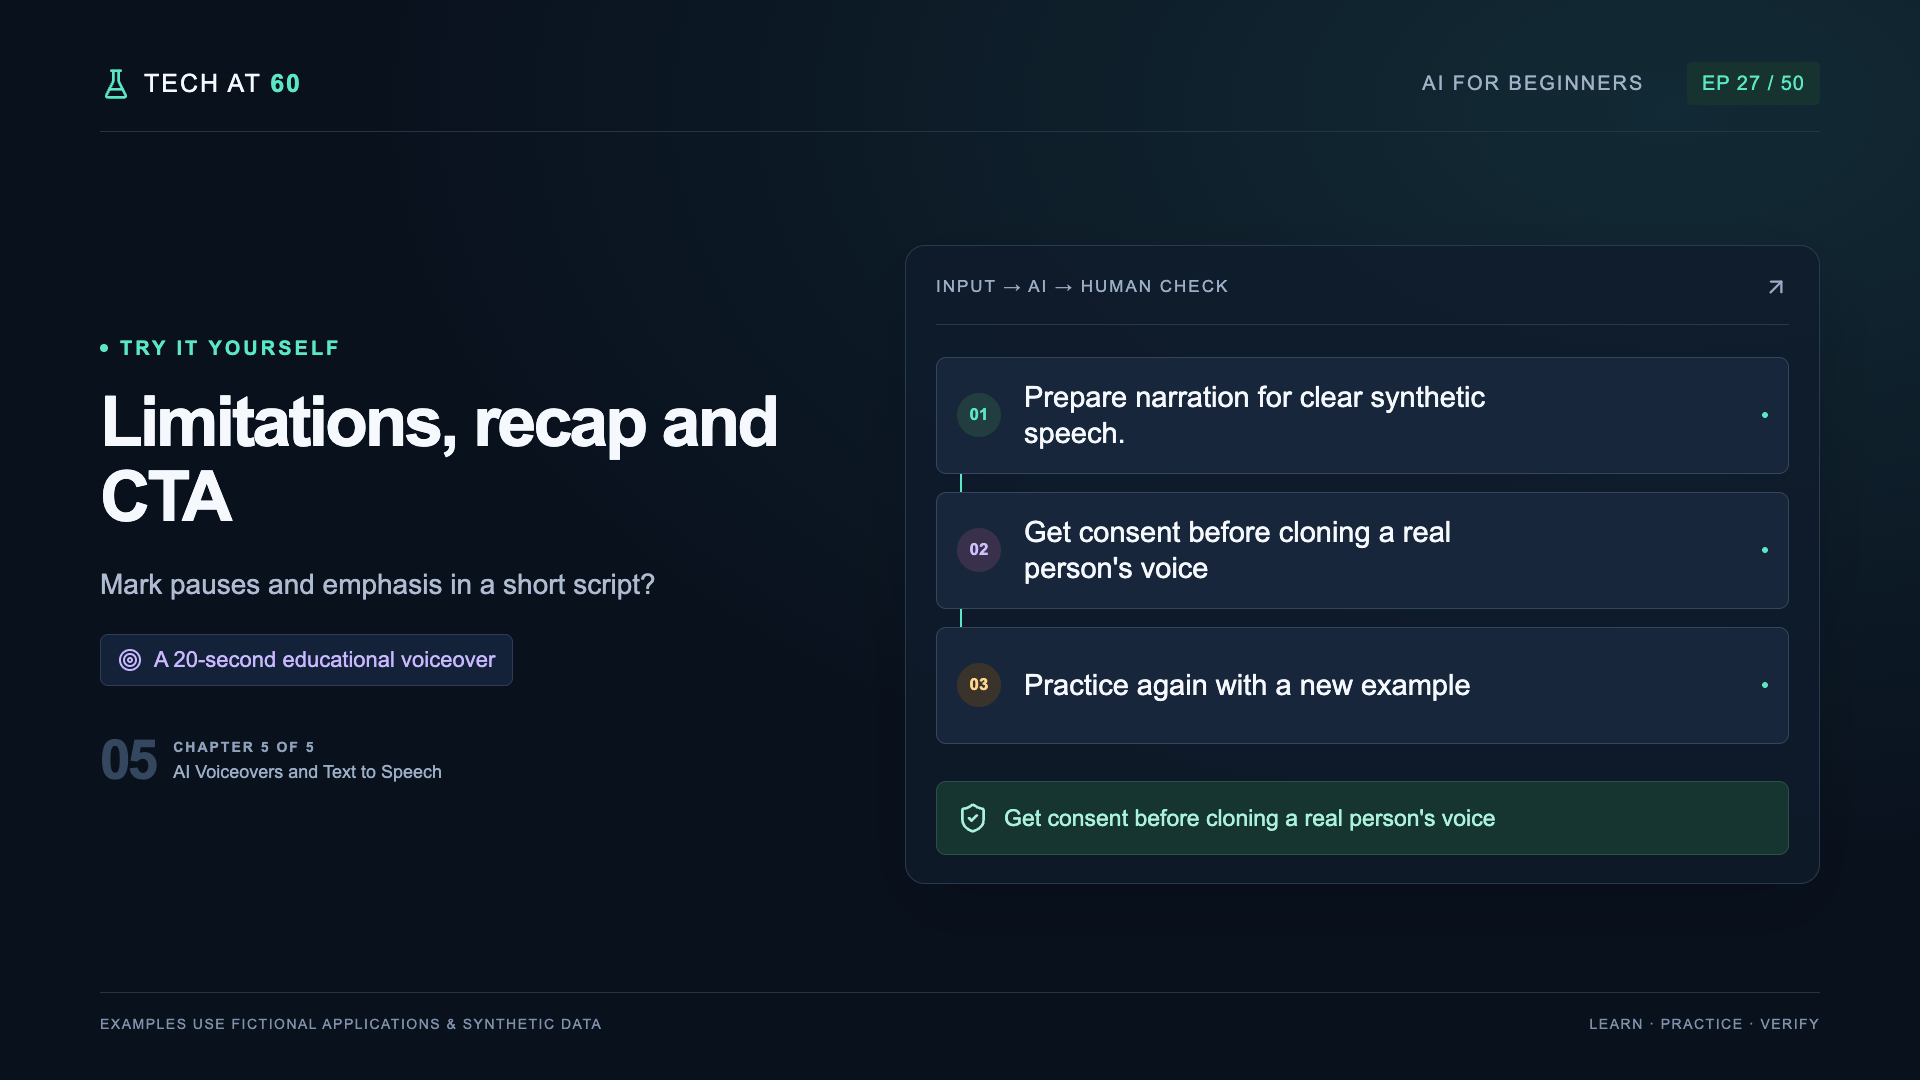 TECH AT 60
AI FOR BEGINNERS
EP 27 / 50
• TRY IT YOURSELF
Limitations, recap and
CTA
Mark pauses and emphasis in a short script?
A 20-second educational voiceover
05
CHAPTER 5 OF 5
AI Voiceovers and Text to Speech
INPUT → AI → HUMAN CHECK
01
Prepare narration for clear synthetic
speech.
02
Get consent before cloning a real
person's voice
03
Practice again with a new example
Get consent before cloning a real person's voice
EXAMPLES USE FICTIONAL APPLICATIONS & SYNTHETIC DATA
LEARN · PRACTICE · VERIFY